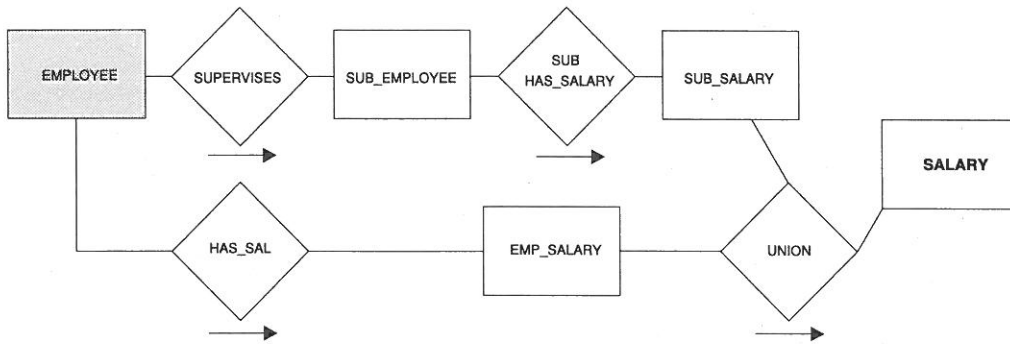 EMPLOYEE
SUPERVISES
SUB_EMPLOYEE
SUB
HAS_SALARY
SUB_SALARY
SALARY
HAS_SAL
EMP_SALARY
UNION